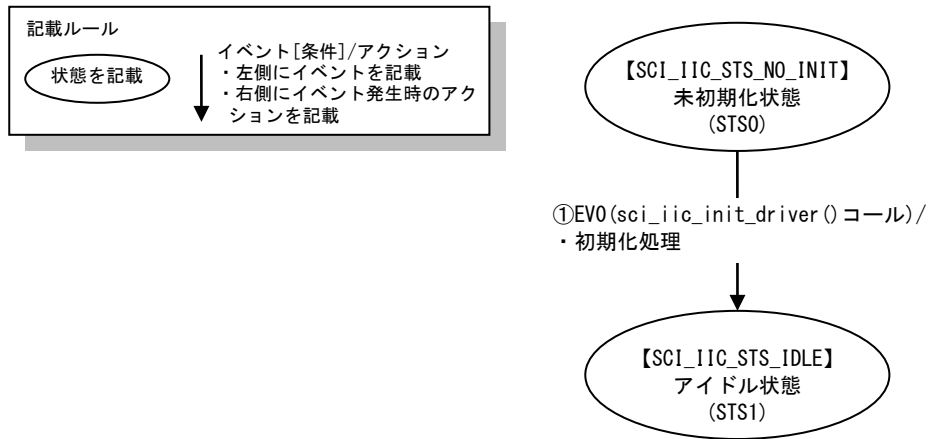 記載ルール
状態を記載
イベント[条件]/アクション
・左側にイベントを記載
・右側にイベント発生時のアク
ションを記載
【SCI_IIC_STS_NO_INIT】
未初期化状態
(STS0)
①EV0(sci_iic_init_driver()コール)/
・初期化処理
【SCI_IIC_STS_IDLE】
アイドル状態
(STS1)